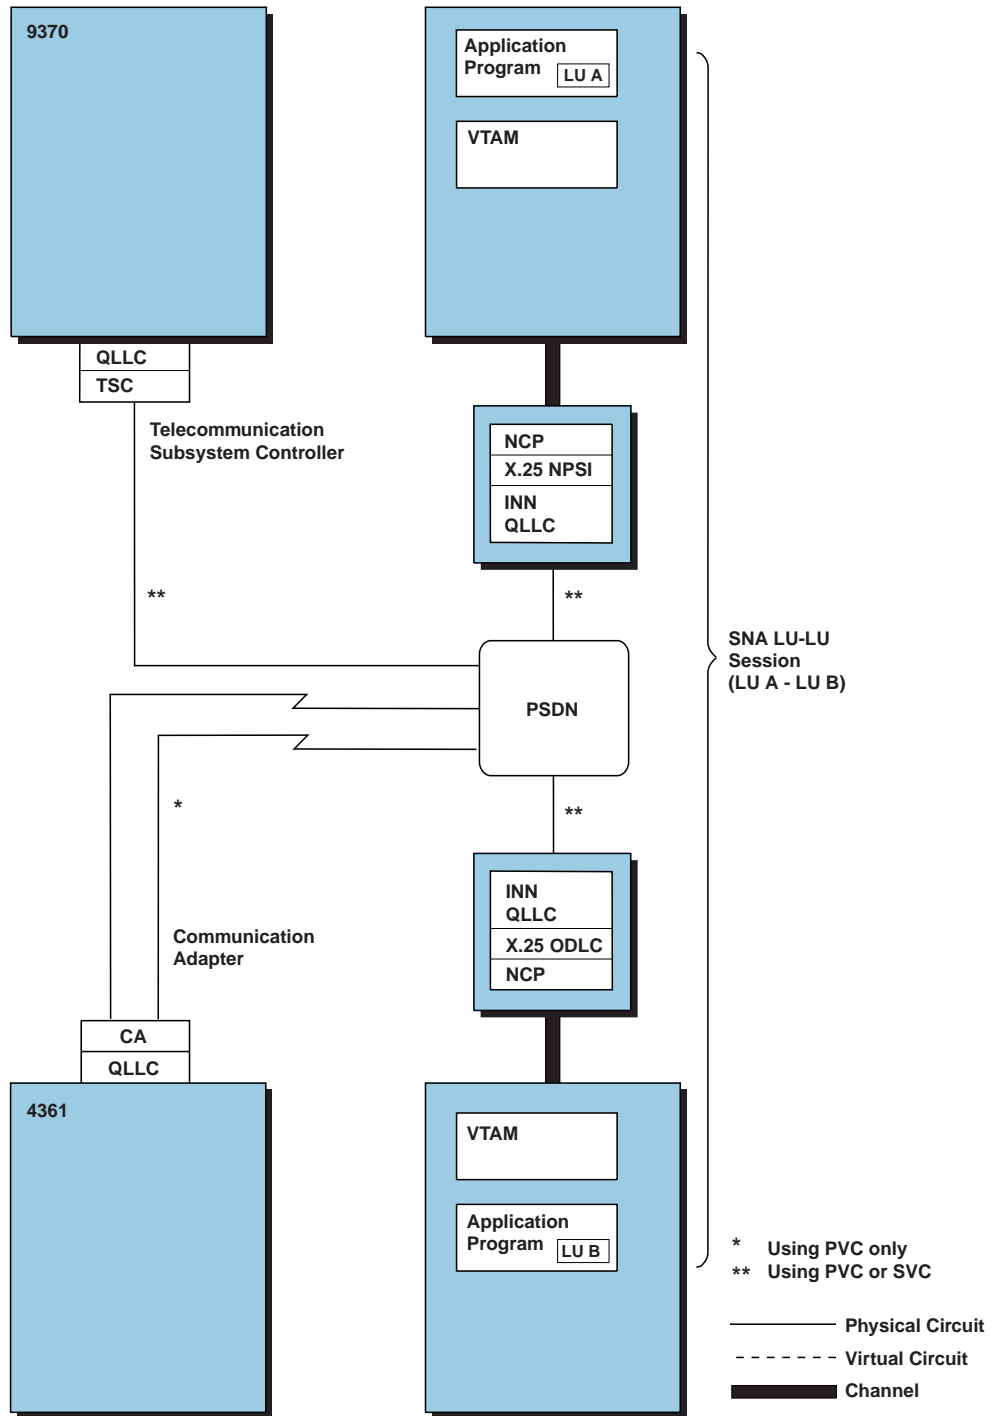 9370
Application
Program
LU A
VTAM
QLLC
TSC
Telecommunication
Subsystem Controller
NCP
X.25 NPSI
INN
QLLC
**
**
SNA LU-LU
Session
(LU A - LU B)
PSDN
*
**
INN
QLLC
X.25 ODLC
NCP
Communication
Adapter
CA
QLLC
4361
VTAM
Application
Program
LU B
* Using PVC only
** Using PVC or SVC
Physical Circuit
Virtual Circuit
Channel